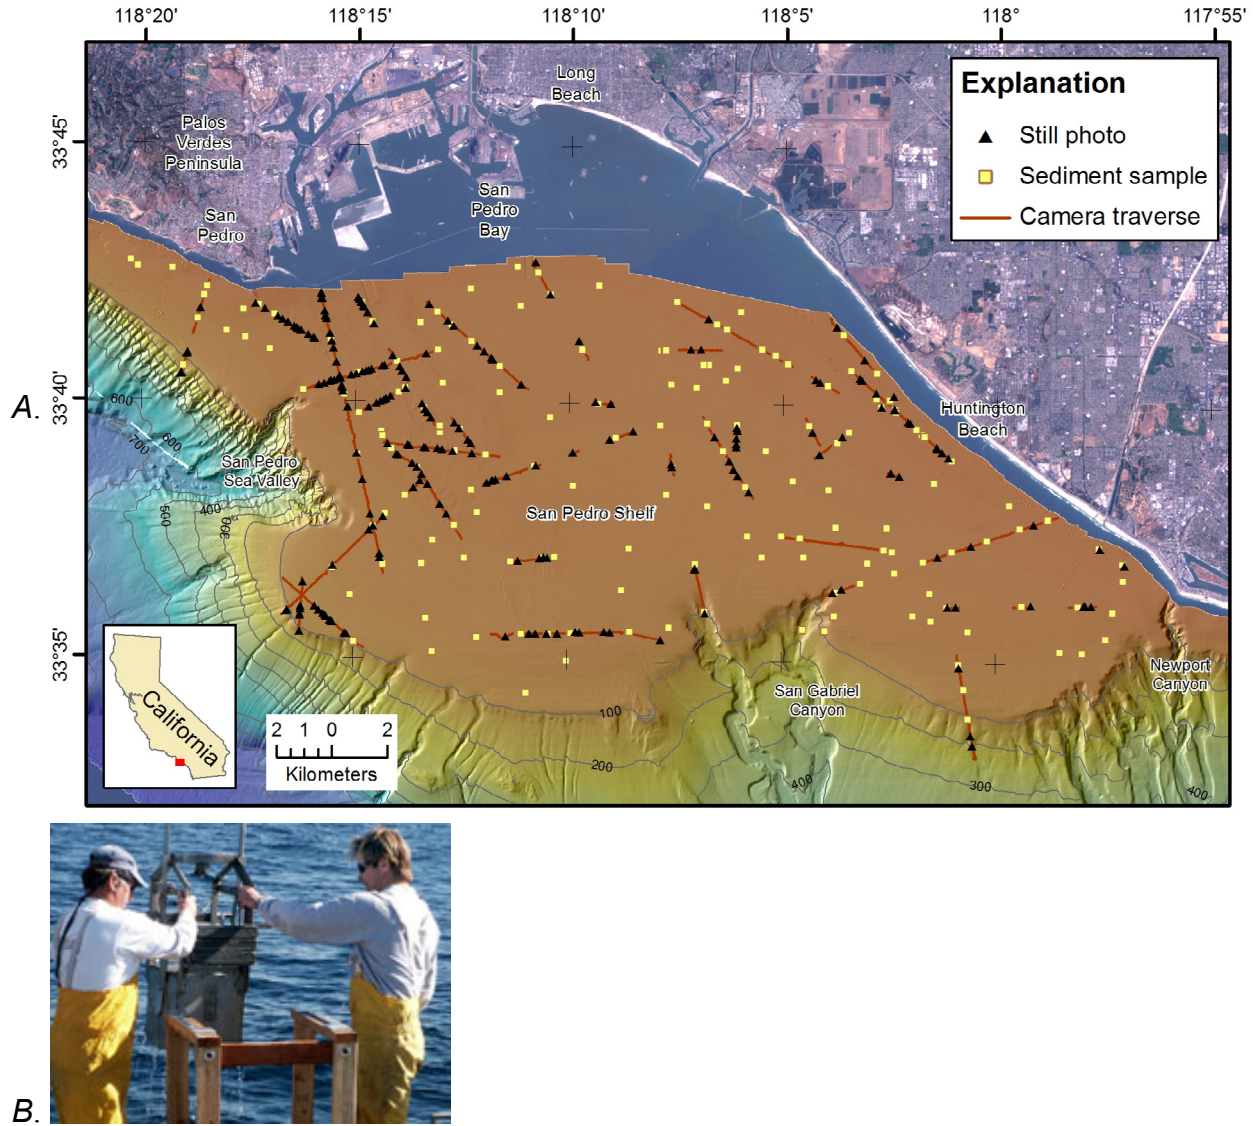 118°20'
118°15'
118°10'
118°5'
118°
117°55'
33°45'
33°40'
33°35'
A.
Palos
Verdes
Peninsula
San
Pedro
Long
Beach
San
Pedro
Bay
Explanation
Still photo
Sediment sample
Camera traverse
Huntington
Beach
San Pedro
Sea Valley
San Pedro Shelf
San Gabriel
Canyon
Newport
Canyon
600
700
600
500
400
300
100
200
400
300
400
California
2 1 0 2
Kilometers
B.